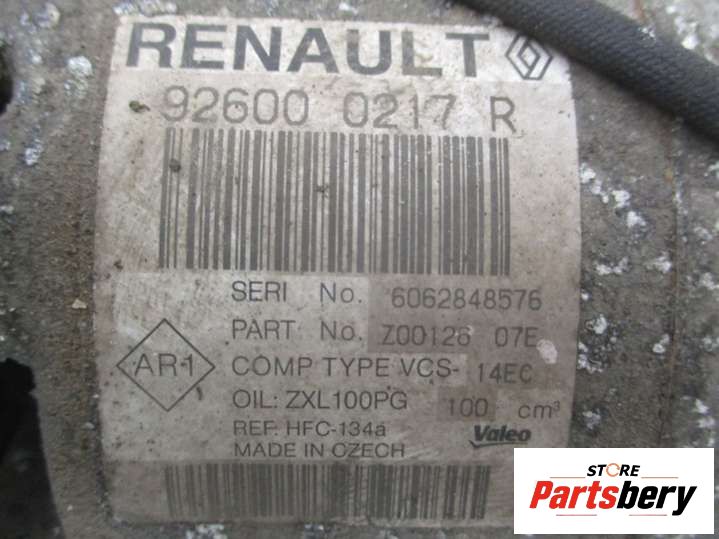 RENAULT
92600 0217 R
SERI No. 6062848576
PART No. Z00126 07E
AR1
COMP TYPE VCS- 14EC
OIL: ZXL100PG 100 cm³
REF: HFC-134a
MADE IN CZECH
Valeo
STORE
Partsbery